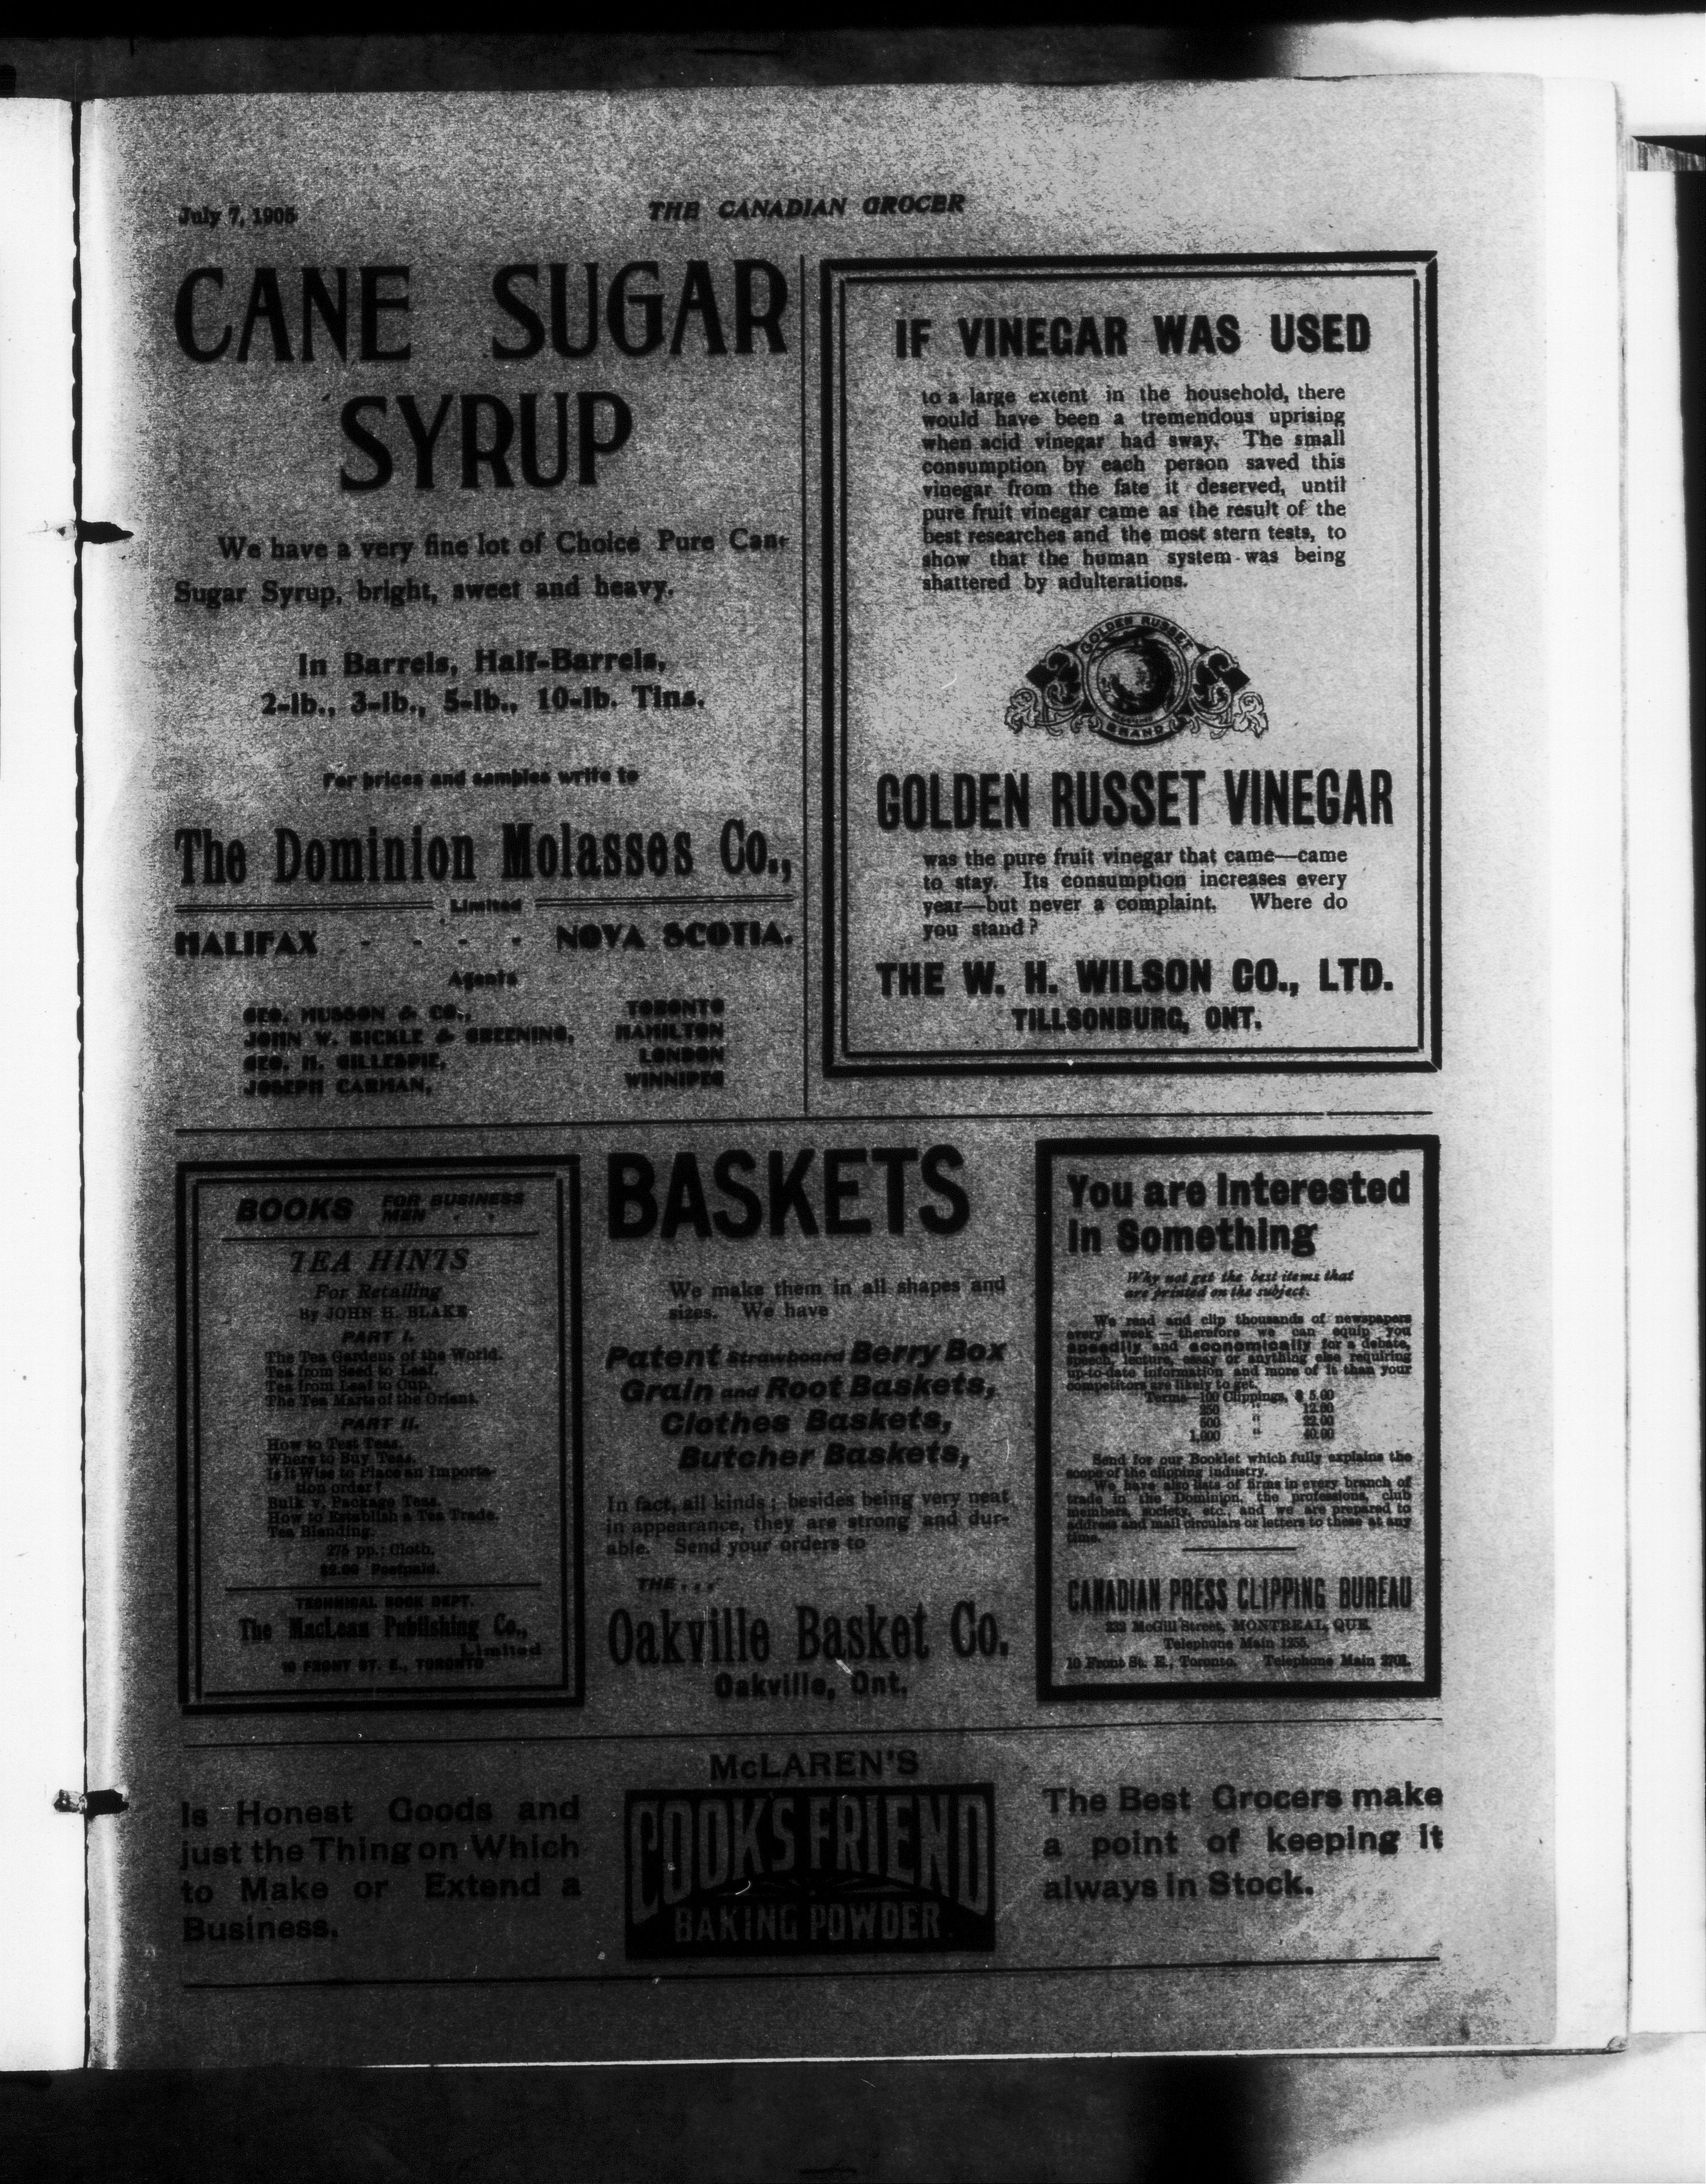 July 7, 1905
THE CANADIAN GROCER
CANE SUGAR
SYRUP
We have a very fine lot of Choice Pure Cane
Sugar Syrup, bright, sweet and heavy.
In Barrels, Half-Barrels,
2-lb., 3-lb., 5-lb., 10-lb. Tins.
For prices and samples write to
The Dominion Molasses Co.,
Limited
HALIFAX - - - - NOVA SCOTIA.
Agents
GEO. MUSSON & CO., TORONTO
JOHN W. BICKLE & GREENING, HAMILTON
GEO. H. GILLESPIE, LONDON
JOSEPH CARMAN, WINNIPEG
IF VINEGAR WAS USED
to a large extent in the household, there
would have been a tremendous uprising
when acid vinegar had sway. The small
consumption by each person saved this
vinegar from the fate it deserved, until
pure fruit vinegar came as the result of the
best researches and the most stern tests, to
show that the human system was being
shattered by adulterations.
GOLDEN RUSSET
BRAND
GOLDEN RUSSET VINEGAR
was the pure fruit vinegar that came—came
to stay. Its consumption increases every
year—but never a complaint. Where do
you stand?
THE W. H. WILSON CO., LTD.
TILLSONBURG, ONT.
BOOKS FOR BUSINESS
MEN . .
TEA HINTS
For Retailing
By JOHN H. BLAKE
PART I.
The Tea Gardens of the World.
Tea from Seed to Leaf.
Tea from Leaf to Cup.
The Tea Marts of the Orient.
PART II.
How to Test Teas.
Where to Buy Teas.
Is it Wise to Place an Importa-
tion order?
Bulk v. Package Teas.
How to Establish a Tea Trade.
Tea Blending.
275 pp.; Cloth.
$2.00 Postpaid.
TECHNICAL BOOK DEPT.
The MacLean Publishing Co.,
Limited
10 FRONT ST. E., TORONTO
BASKETS
We make them in all shapes and
sizes. We have
Patent Strawboard Berry Box
Grain and Root Baskets,
Clothes Baskets,
Butcher Baskets,
In fact, all kinds; besides being very neat
in appearance, they are strong and dur-
able. Send your orders to
THE . . .
Oakville Basket Co.
Oakville, Ont.
You are Interested
in Something
Why not get the best items that
are printed on the subject.
We read and clip thousands of newspapers
every week — therefore we can equip you
speedily and economically for a debate,
speech, lecture, essay or anything else requiring
up-to-date information and more of it than your
competitors are likely to get.
Terms—100 Clippings, $ 5.00
250 " 12.00
500 " 22.00
1,000 " 40.00
Send for our Booklet which fully explains the
scope of the clipping industry.
We have also lists of firms in every branch of
trade in the Dominion, the professions, club
members, society, etc., and we are prepared to
address and mail circulars or letters to these at any
time.
CANADIAN PRESS CLIPPING BUREAU
232 McGill Street, MONTREAL, QUE.
Telephone Main 1255.
10 Front St. E., Toronto. Telephone Main 2701.
Is Honest Goods and
just the Thing on Which
to Make or Extend a
Business.
McLAREN'S
COOK'S FRIEND
BAKING POWDER
The Best Grocers make
a point of keeping it
always in Stock.